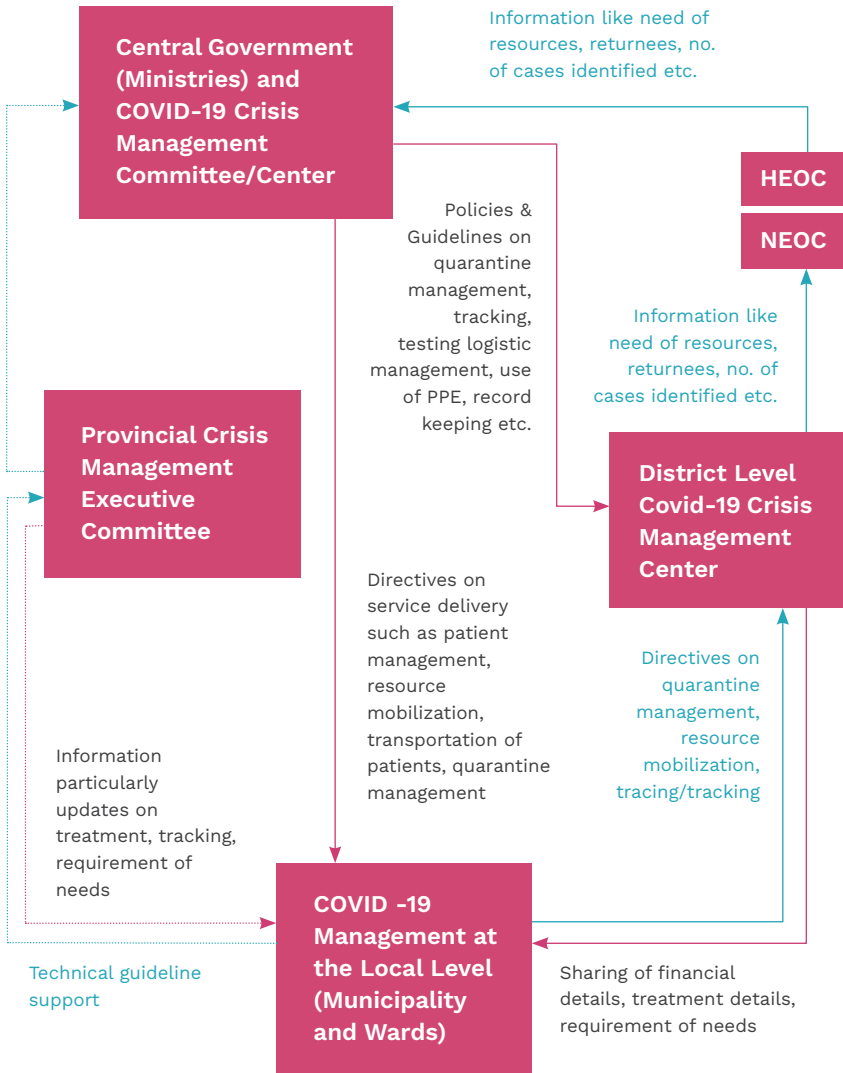 Information like need of
resources, returnees, no.
of cases identified etc.
Central Government
(Ministries) and
COVID-19 Crisis
Management
Committee/Center
HEOC
NEOC
Policies &
Guidelines on
quarantine
management,
tracking,
testing logistic
management, use
of PPE, record
keeping etc.
Information like
need of resources,
returnees, no. of
cases identified etc.
Provincial Crisis
Management
Executive
Committee
District Level
Covid-19 Crisis
Management
Center
Directives on
service delivery
such as patient
management,
resource
mobilization,
transportation of
patients, quarantine
management
Directives on
quarantine
management,
resource
mobilization,
tracing/tracking
Information
particularly
updates on
treatment, tracking,
requirement of
needs
COVID -19
Management at
the Local Level
(Municipality
and Wards)
Technical guideline
support
Sharing of financial
details, treatment details,
requirement of needs